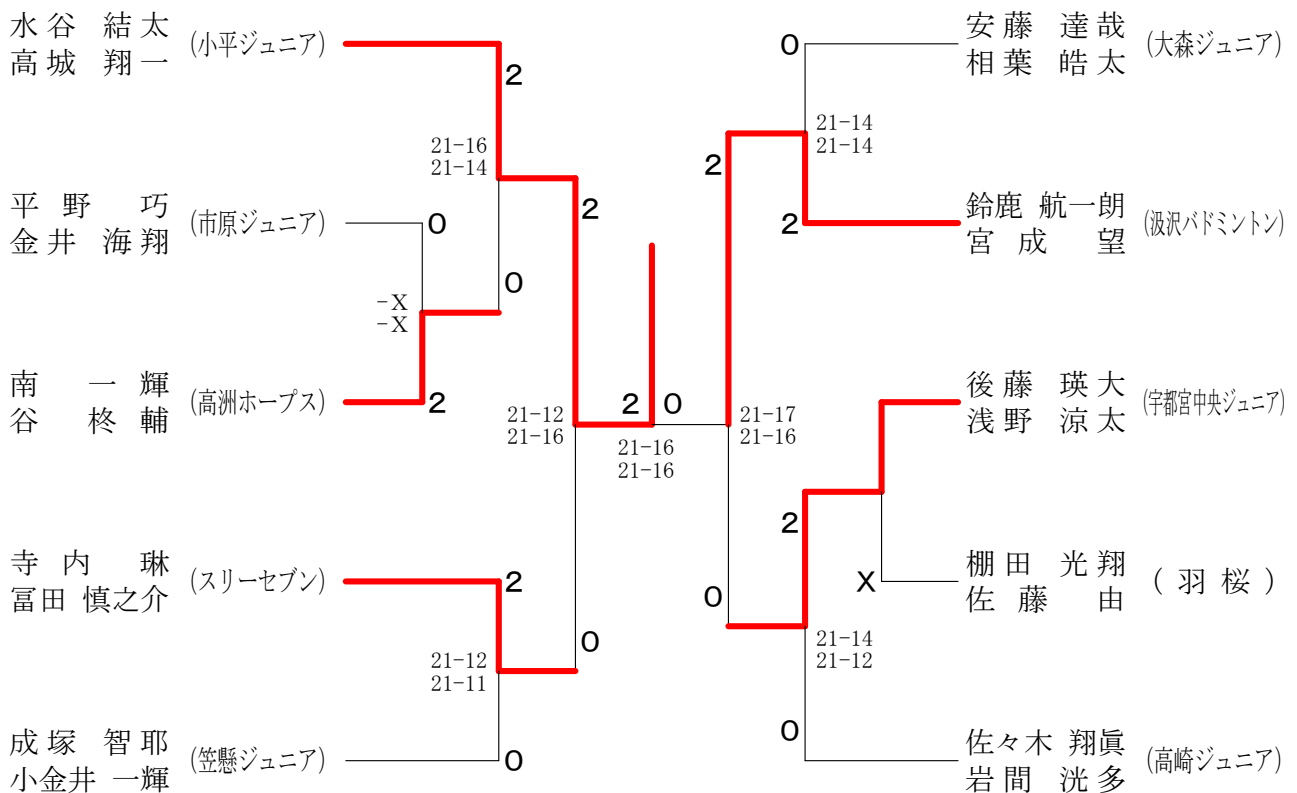 水谷 結太
高城 翔一
(小平ジュニア)
2
21-16
21-14
平野 巧
金井 海翔
(市原ジュニア)
0
0
-X
-X
南 一輝
谷 柊輔
(高洲ホープス)
2
2
21-12
21-16
寺内 琳
冨田 慎之介
(スリーセブン)
2
0
21-12
21-11
成塚 智耶
小金井 一輝
(笠懸ジュニア)
0
2 0
21-16
21-16
0
安藤 達哉
相葉 皓太
(大森ジュニア)
21-14
21-14
2
2
鈴鹿 航一朗
宮成 望
(汲沢バドミントン)
21-17
21-16
後藤 瑛大
浅野 涼太
(宇都宮中央ジュニア)
2
X
棚田 光翔
佐藤 由
(羽桜)
0
21-14
21-12
0
佐々木 翔眞
岩間 洸多
(高崎ジュニア)